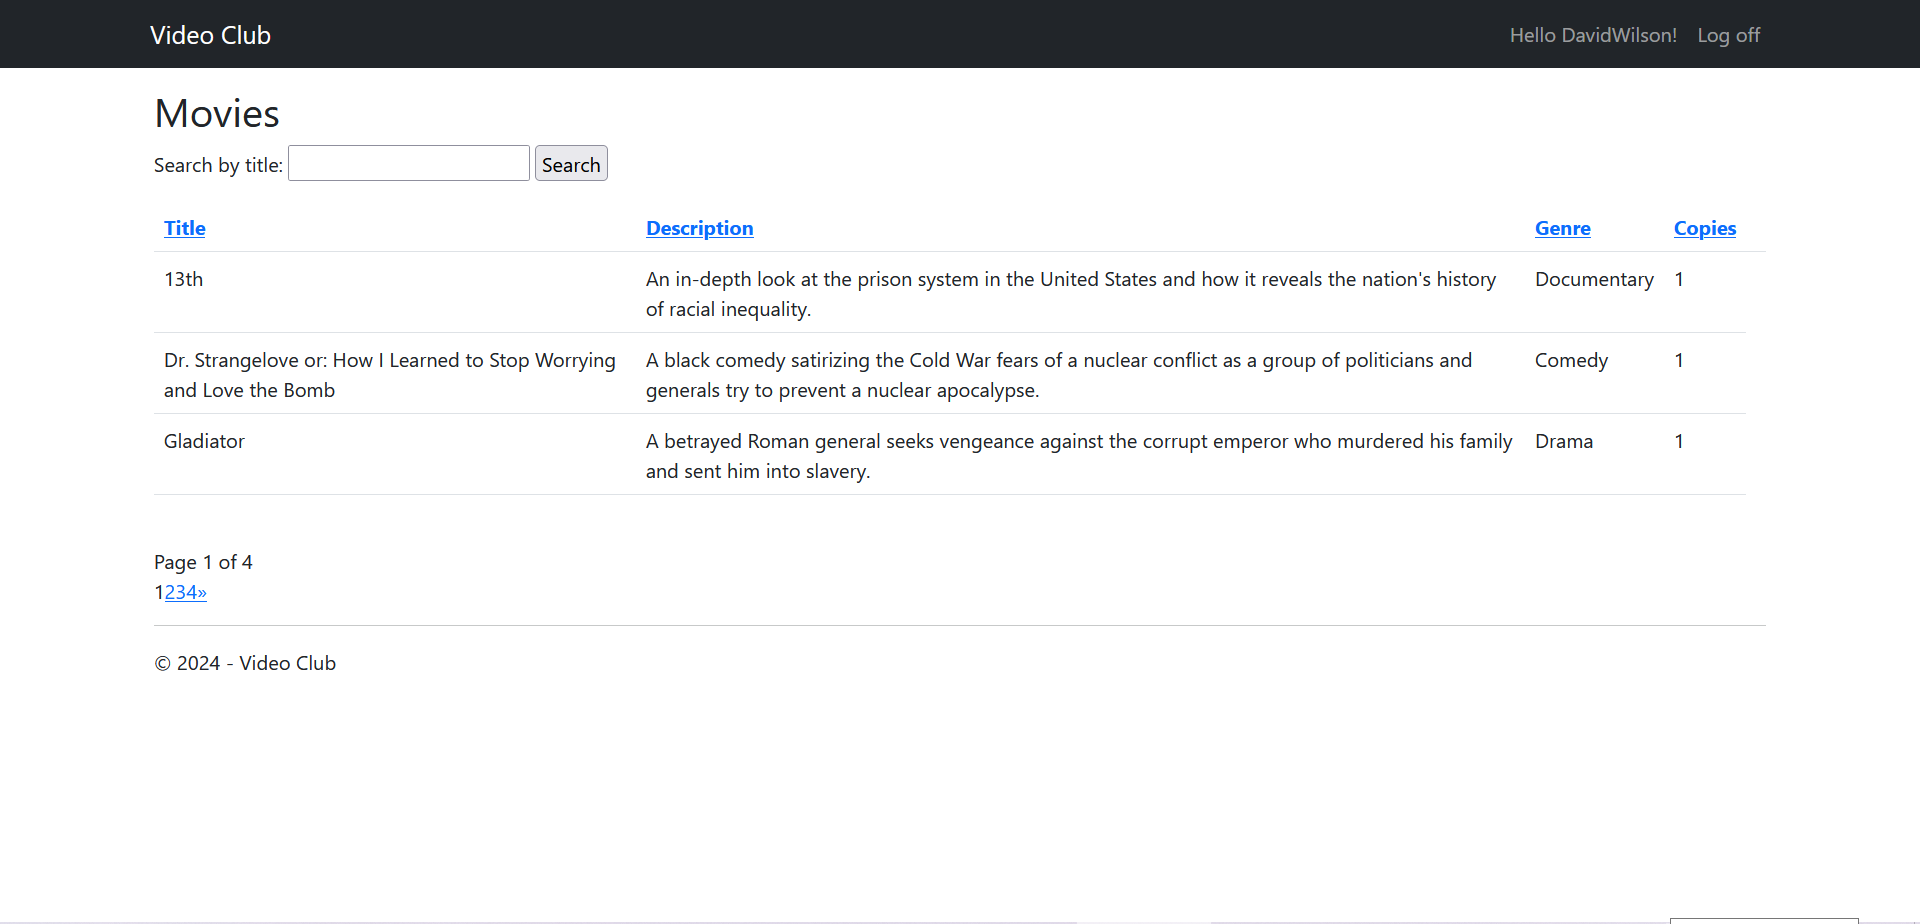 Video Club
Hello DavidWilson! Log off
Movies
Search by title: Search
Title Description Genre Copies
13th An in-depth look at the prison system in the United States and how it reveals the nation's history Documentary 1
of racial inequality.
Dr. Strangelove or: How I Learned to Stop Worrying A black comedy satirizing the Cold War fears of a nuclear conflict as a group of politicians and Comedy 1
and Love the Bomb generals try to prevent a nuclear apocalypse.
Gladiator A betrayed Roman general seeks vengeance against the corrupt emperor who murdered his family Drama 1
and sent him into slavery.
Page 1 of 4
1234»
© 2024 - Video Club